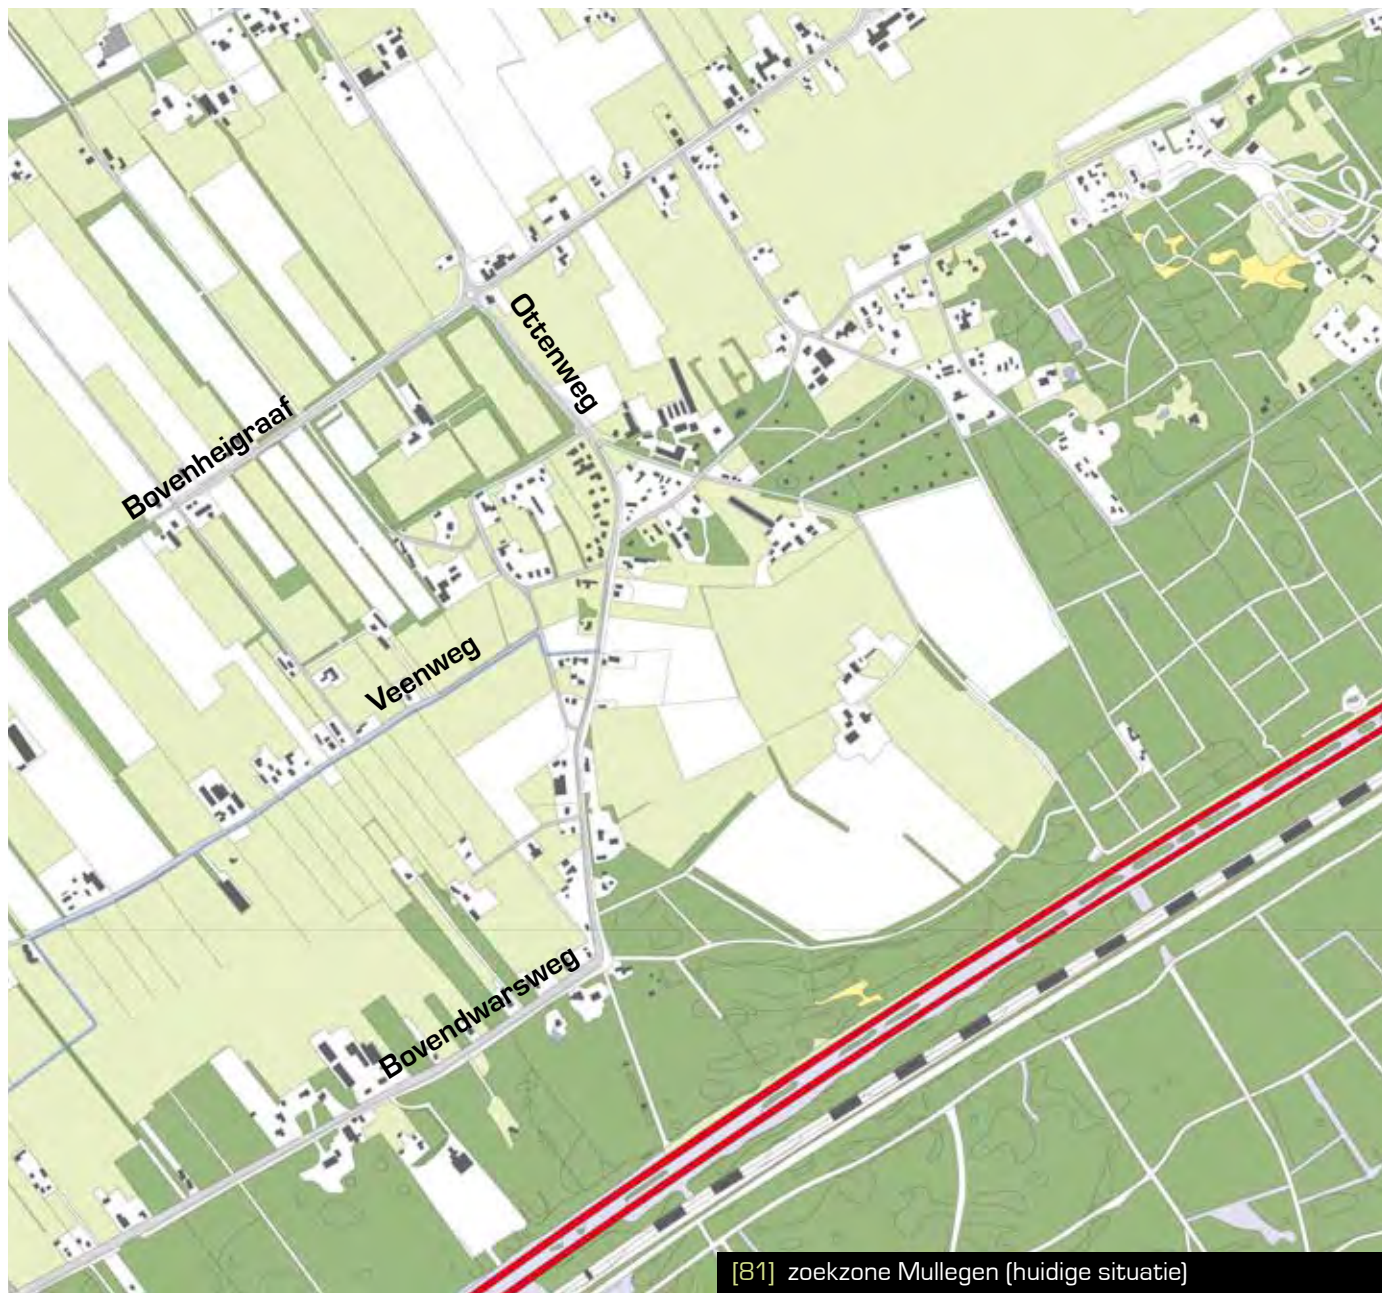 Ottenweg
Bovenheigraaf
Veenweg
Bovendwarsweg
[81] zoekzone Mullegen (huidige situatie)